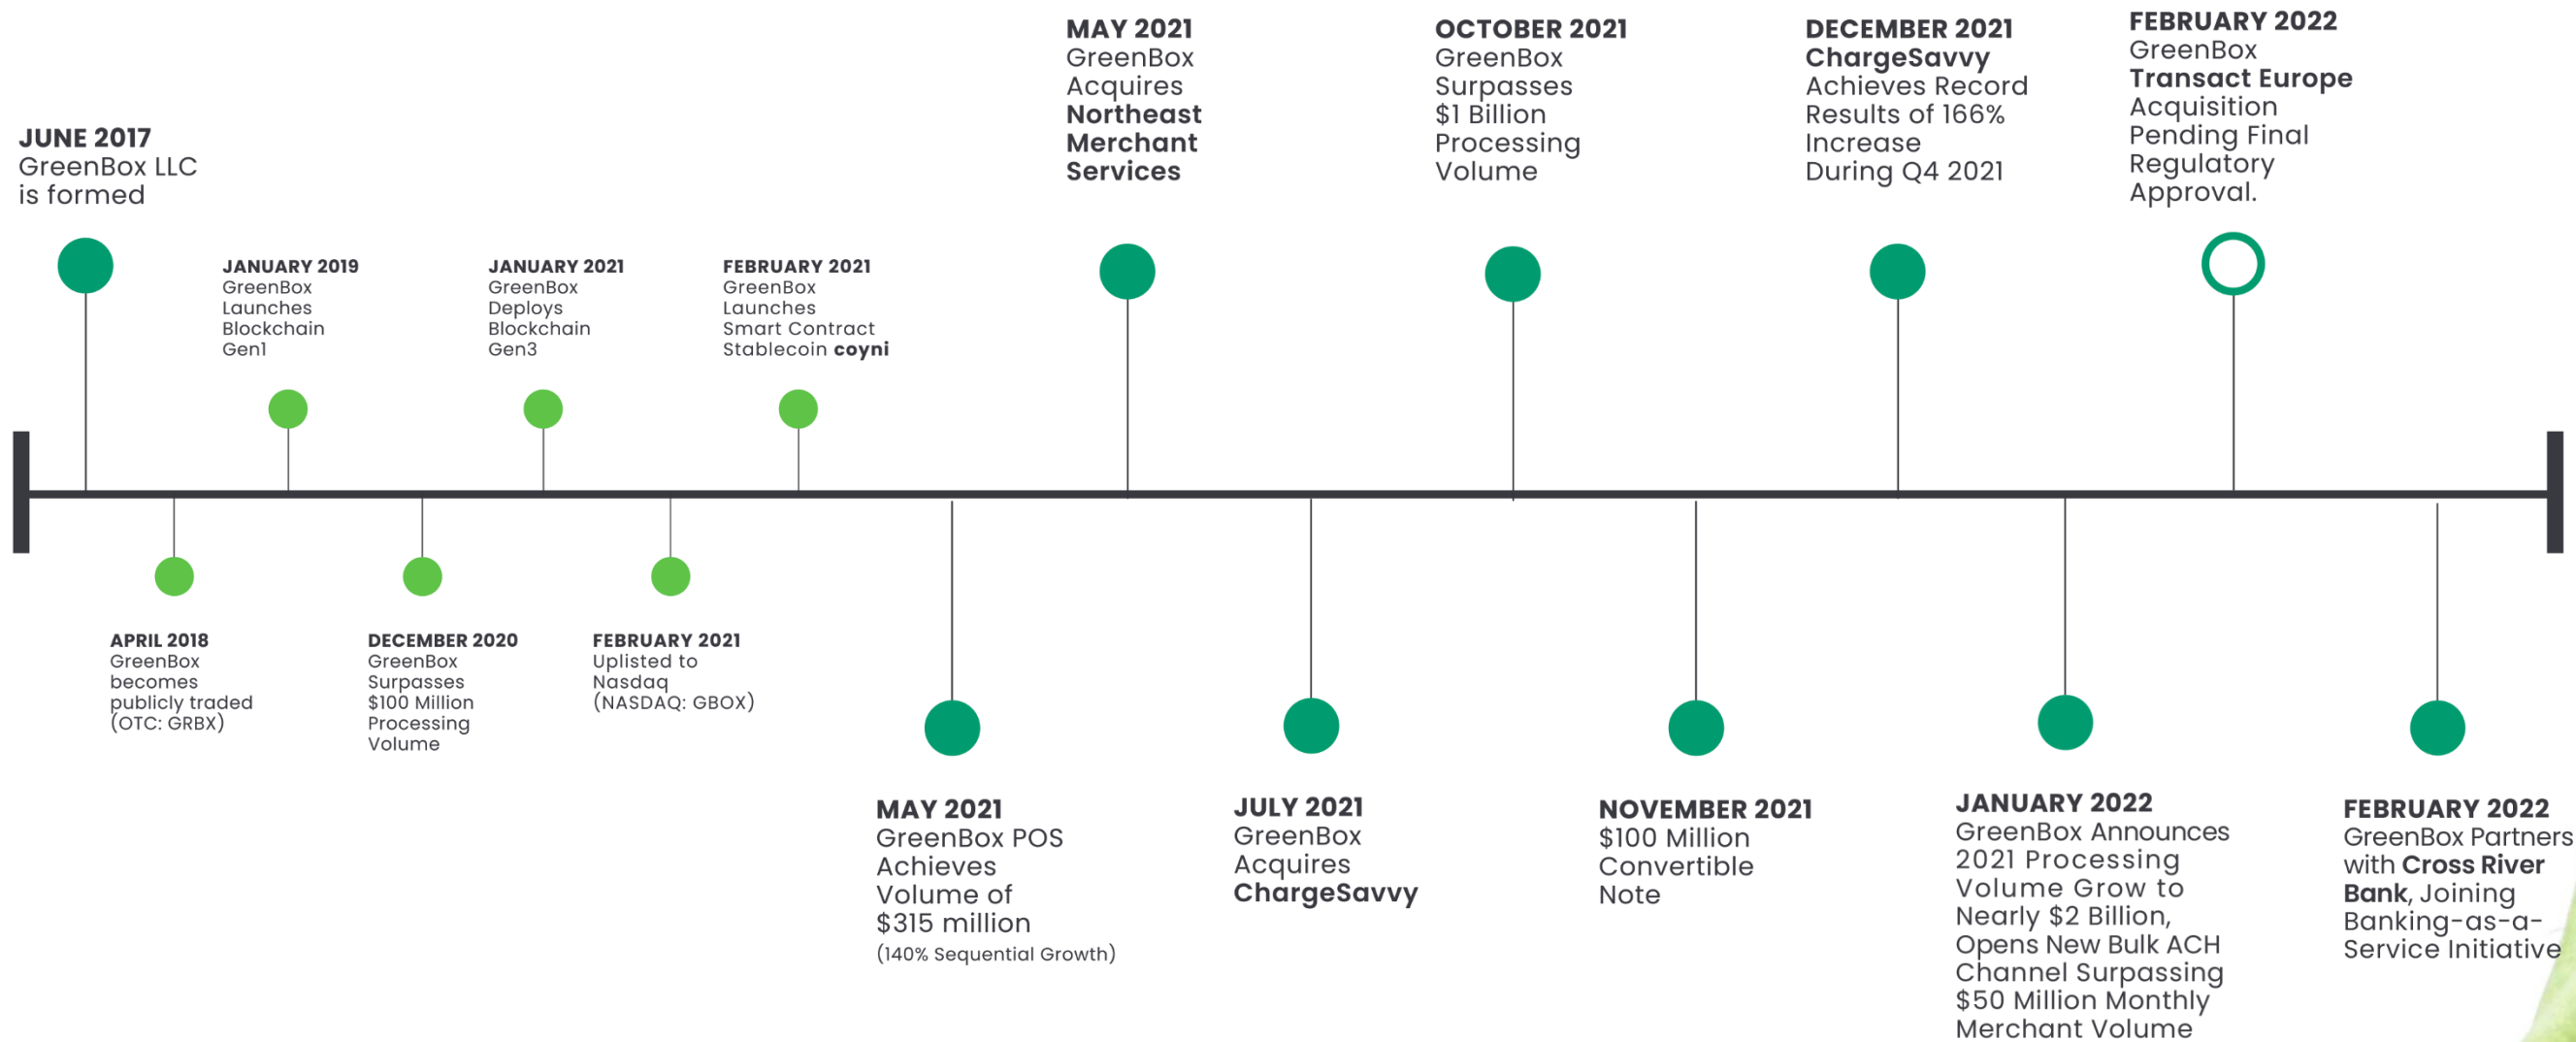 JUNE 2017
GreenBox LLC
is formed
APRIL 2018
GreenBox
becomes
publicly traded
(OTC: GRBX)
JANUARY 2019
GreenBox
Launches
Blockchain
Gen1
DECEMBER 2020
GreenBox
Surpasses
$100 Million
Processing
Volume
JANUARY 2021
GreenBox
Deploys
Blockchain
Gen3
FEBRUARY 2021
Uplisted to
Nasdaq
(NASDAQ: GBOX)
FEBRUARY 2021
GreenBox
Launches
Smart Contract
Stablecoin coyni
MAY 2021
GreenBox POS
Achieves
Volume of
$315 million
(140% Sequential Growth)
MAY 2021
GreenBox
Acquires
Northeast
Merchant
Services
JULY 2021
GreenBox
Acquires
ChargeSavvy
OCTOBER 2021
GreenBox
Surpasses
$1 Billion
Processing
Volume
NOVEMBER 2021
$100 Million
Convertible
Note
DECEMBER 2021
ChargeSavvy
Achieves Record
Results of 166%
Increase
During Q4 2021
JANUARY 2022
GreenBox Announces
2021 Processing
Volume Grow to
Nearly $2 Billion,
Opens New Bulk ACH
Channel Surpassing
$50 Million Monthly
Merchant Volume
FEBRUARY 2022
GreenBox
Transact Europe
Acquisition
Pending Final
Regulatory
Approval.
FEBRUARY 2022
GreenBox Partners
with Cross River
Bank, Joining
Banking-as-a-
Service Initiative